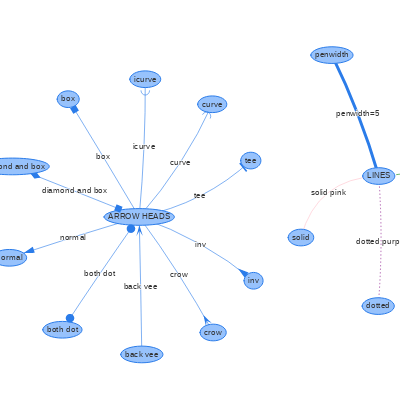 penwidth
icurve
box
curve
penwidth=5
icurve
box
curve
tee
ond and box
LINES
diamond and box
tee
solid pink
ARROW HEADS
normal
solid
inv
dotted purp
ormal
both dot
crow
back vee
inv
dotted
both dot
crow
back vee